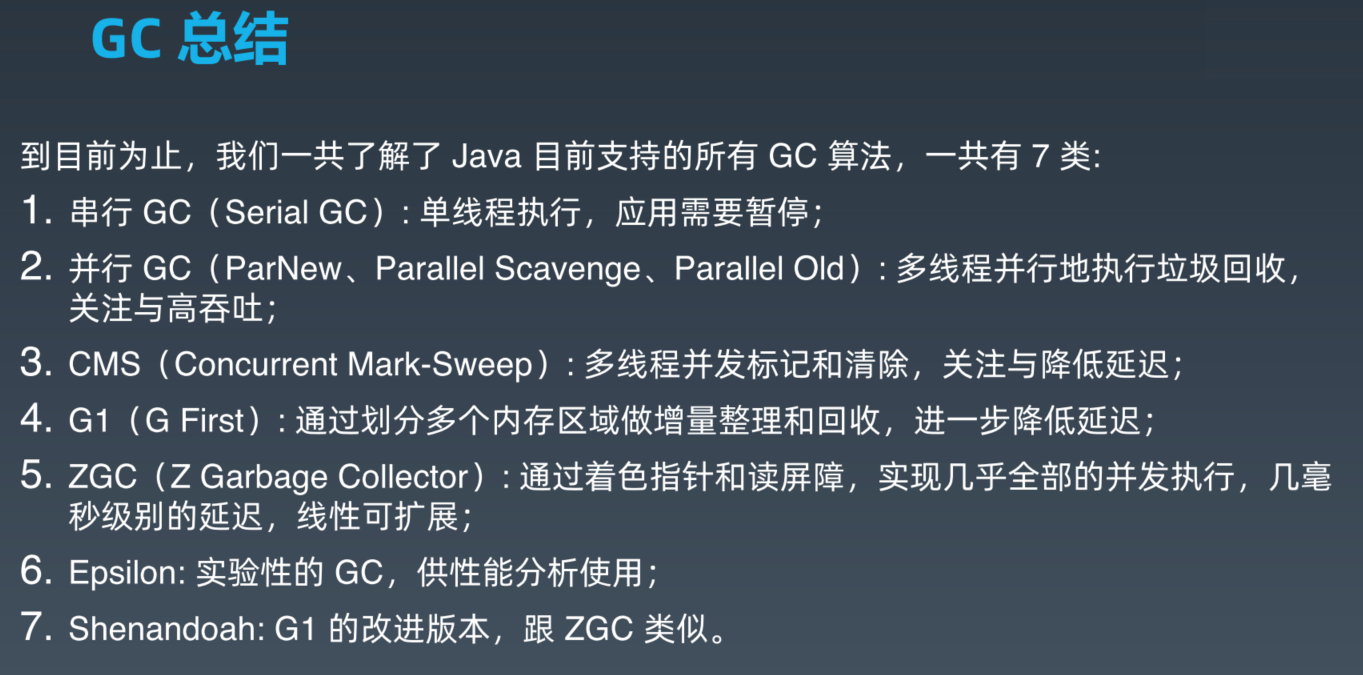 GC 总结
到目前为止，我们一共了解了 Java 目前支持的所有 GC 算法，一共有 7 类:
1. 串行 GC（Serial GC）: 单线程执行，应用需要暂停；
2. 并行 GC（ParNew、Parallel Scavenge、Parallel Old）: 多线程并行地执行垃圾回收，
关注与高吞吐；
3. CMS（Concurrent Mark-Sweep）: 多线程并发标记和清除，关注与降低延迟；
4. G1（G First）: 通过划分多个内存区域做增量整理和回收，进一步降低延迟；
5. ZGC（Z Garbage Collector）: 通过着色指针和读屏障，实现几乎全部的并发执行，几毫
秒级别的延迟，线性可扩展；
6. Epsilon: 实验性的 GC，供性能分析使用；
7. Shenandoah: G1 的改进版本，跟 ZGC 类似。